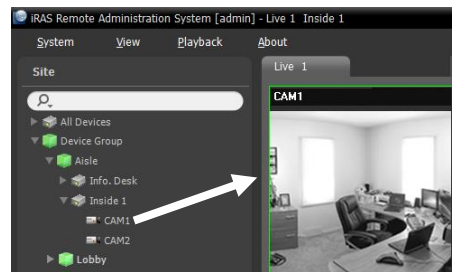 iRAS Remote Administration System [admin] - Live 1 Inside 1
System View Playback About
Site
Live 1
CAM1
All Devices
Device Group
Aisle
Info. Desk
Inside 1
CAM1
CAM2
Lobby